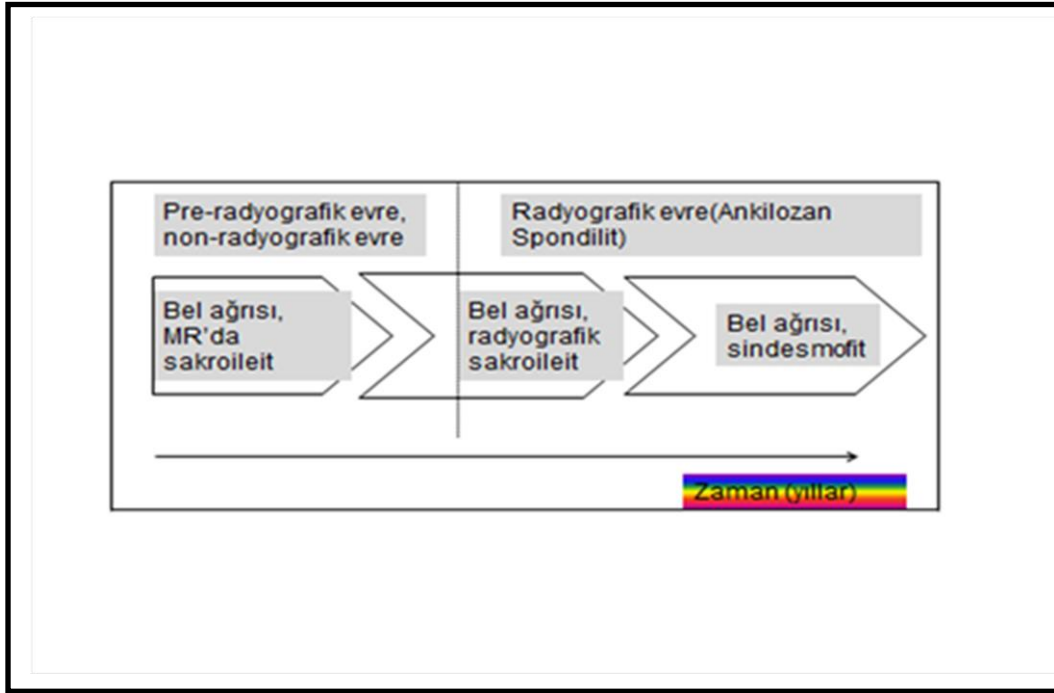 Pre-radyografik evre,
non-radyografik evre
Radyografik evre(Ankilozan
Spondilit)
Bel ağrısı,
MR'da
sakroileit
Bel ağrısı,
radyografik
sakroileit
Bel ağrısı,
sindesmofit
Zaman (yıllar)